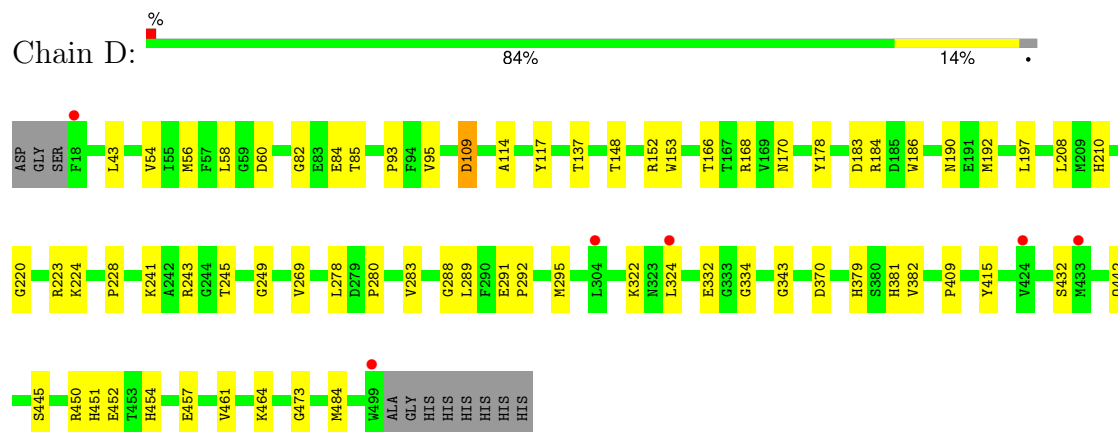 %
Chain D:
84% 14% •
ASP GLY SER F18 L43 V54 I55 M56 F57 L58 G59 D60 G82 E83 E84 T85 P93 F94 V95 D109 A114 Y117 T137 T148 R152 W153 T166 T167 R168 V169 N170 Y178 D183 R184 D185 W186 N190 E191 M192 L197 L208 M209 H210
G220 R223 K224 P228 K241 A242 R243 G244 T245 G249 V269 L278 D279 P280 V283 G288 L289 F290 E291 P292 M295 L304 K322 N323 L324 E332 G333 G334 G343 D370 H379 S380 H381 V382 P409 Y415 V424 S432 M433
S445 R450 H451 E452 T453 H454 E457 V461 K464 G473 M484 W499 ALA GLY HIS HIS HIS HIS HIS HIS